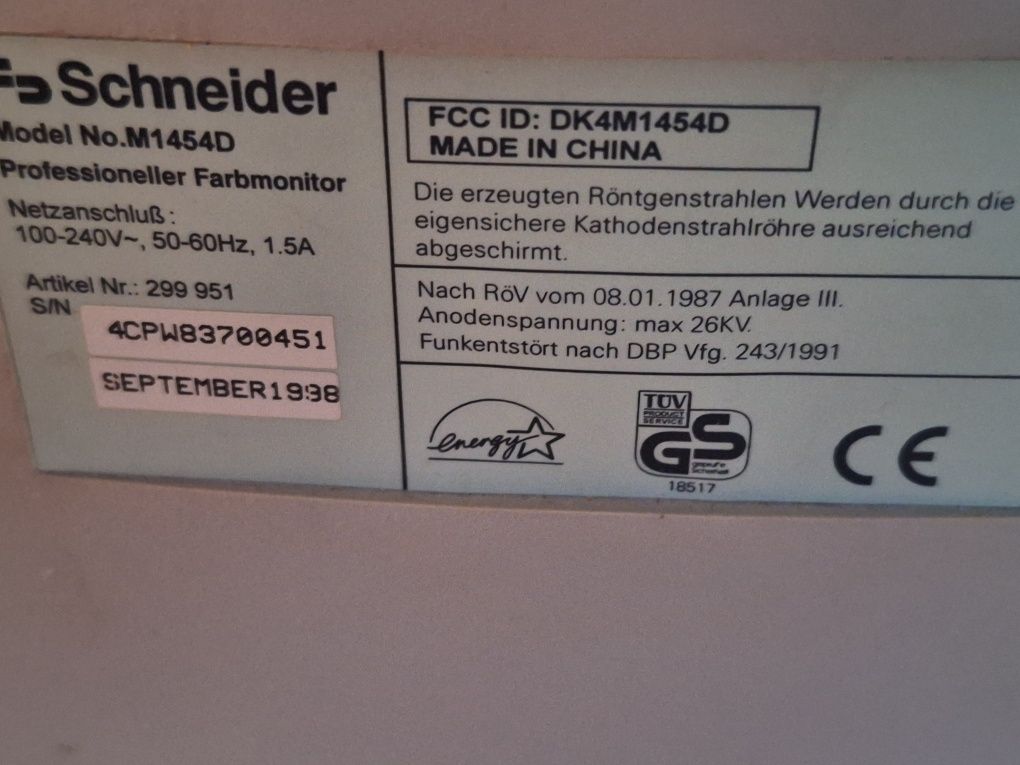 Schneider
Model No.M1454D
Professioneller Farbmonitor
Netzanschluß:
100-240V~, 50-60Hz, 1.5A
Artikel Nr.: 299 951
S/N
4CPW83700451
SEPTEMBER1998
FCC ID: DK4M1454D
MADE IN CHINA
Die erzeugten Röntgenstrahlen Werden durch die
eigensichere Kathodenstrahlröhre ausreichend
abgeschirmt.
Nach RöV vom 08.01.1987 Anlage III.
Anodenspannung: max 26KV.
Funkentstört nach DBP Vfg. 243/1991
energy
TÜV
PRODUCT
SERVICE
GS
geprüfte
Sicherheit
18517
CE